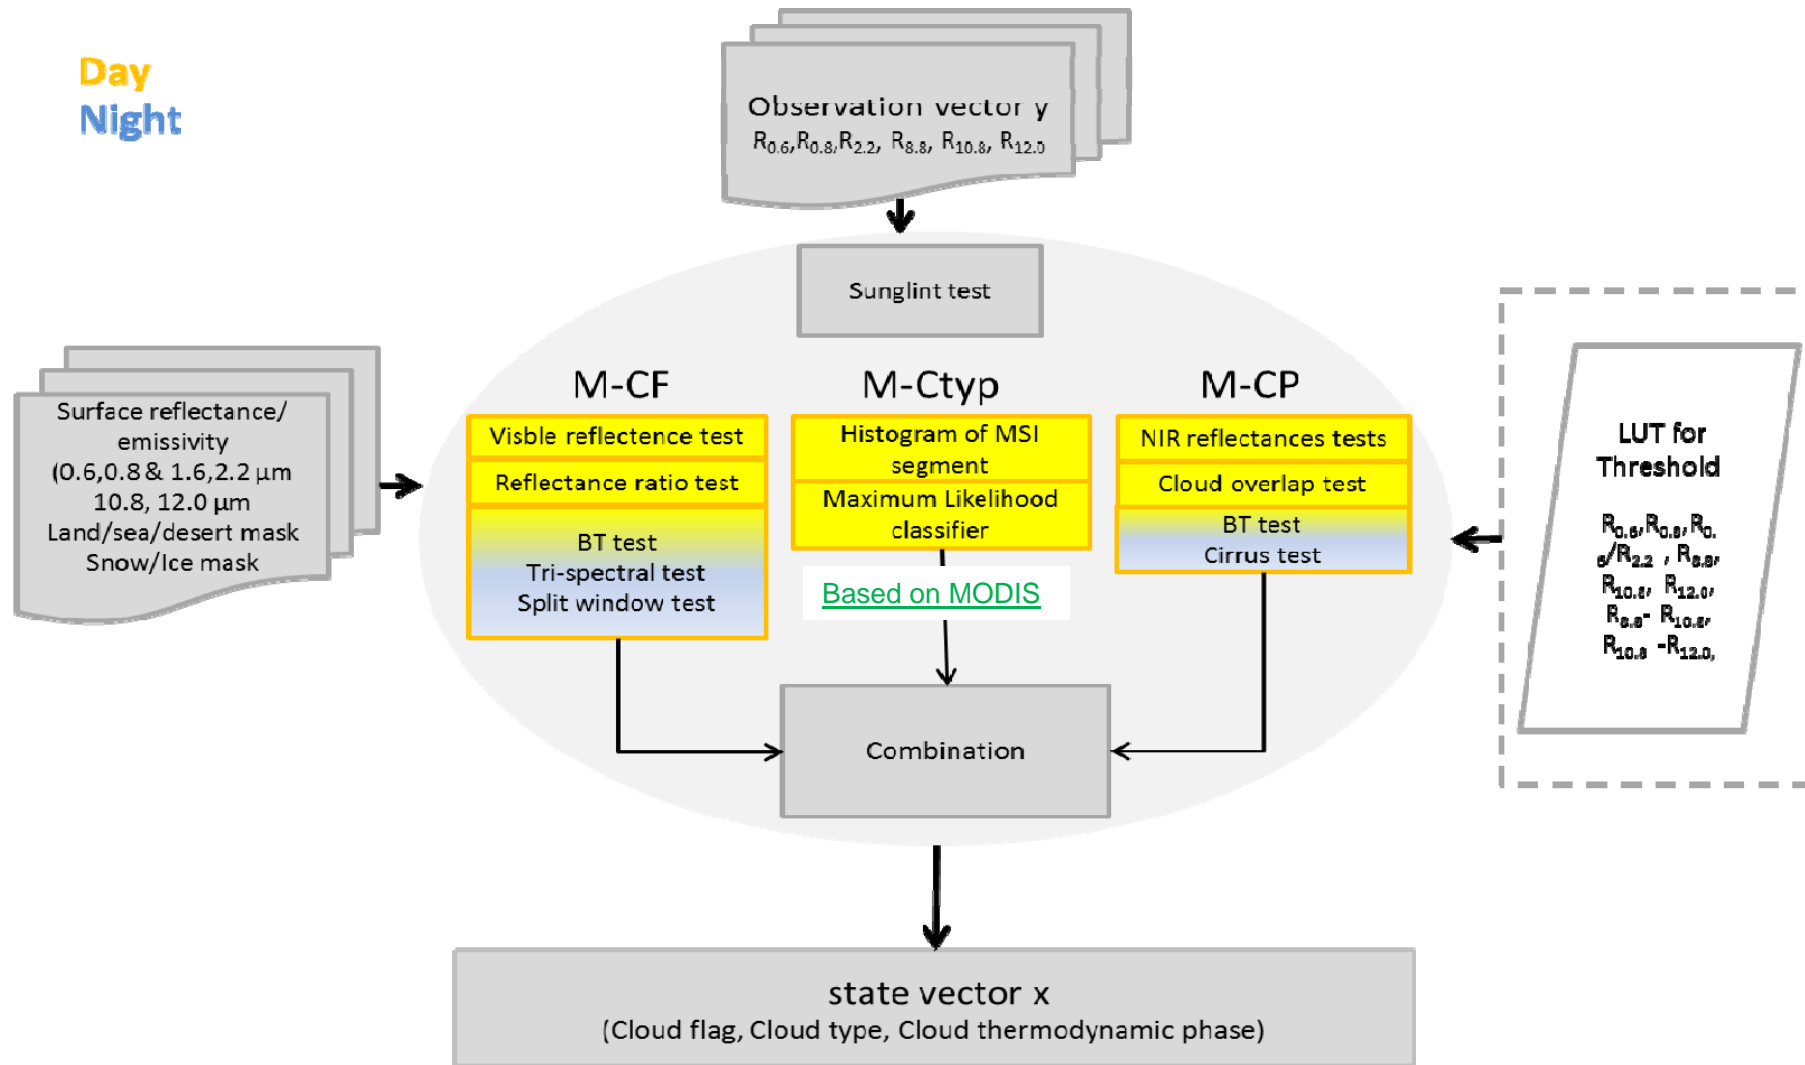 Day
Night
Observation vector y
R0.6,R0.8,R2.2, R8.8, R10.8, R12.0
Sunglint test
Surface reflectance/
emissivity
(0.6,0.8 & 1.6,2.2 µm
10.8, 12.0 µm
Land/sea/desert mask
Snow/Ice mask
M-CF
Visble reflectence test
Reflectance ratio test
BT test
Tri-spectral test
Split window test
M-Ctyp
Histogram of MSI
segment
Maximum Likelihood
classifier
Based on MODIS
M-CP
NIR reflectances tests
Cloud overlap test
BT test
Cirrus test
LUT for
Threshold
R0.6,R0.8,R0.
6/R2.2 , R8.8,
R10.8, R12.0,
R8.8- R10.8,
R10.8 -R12.0,
Combination
state vector x
(Cloud flag, Cloud type, Cloud thermodynamic phase)